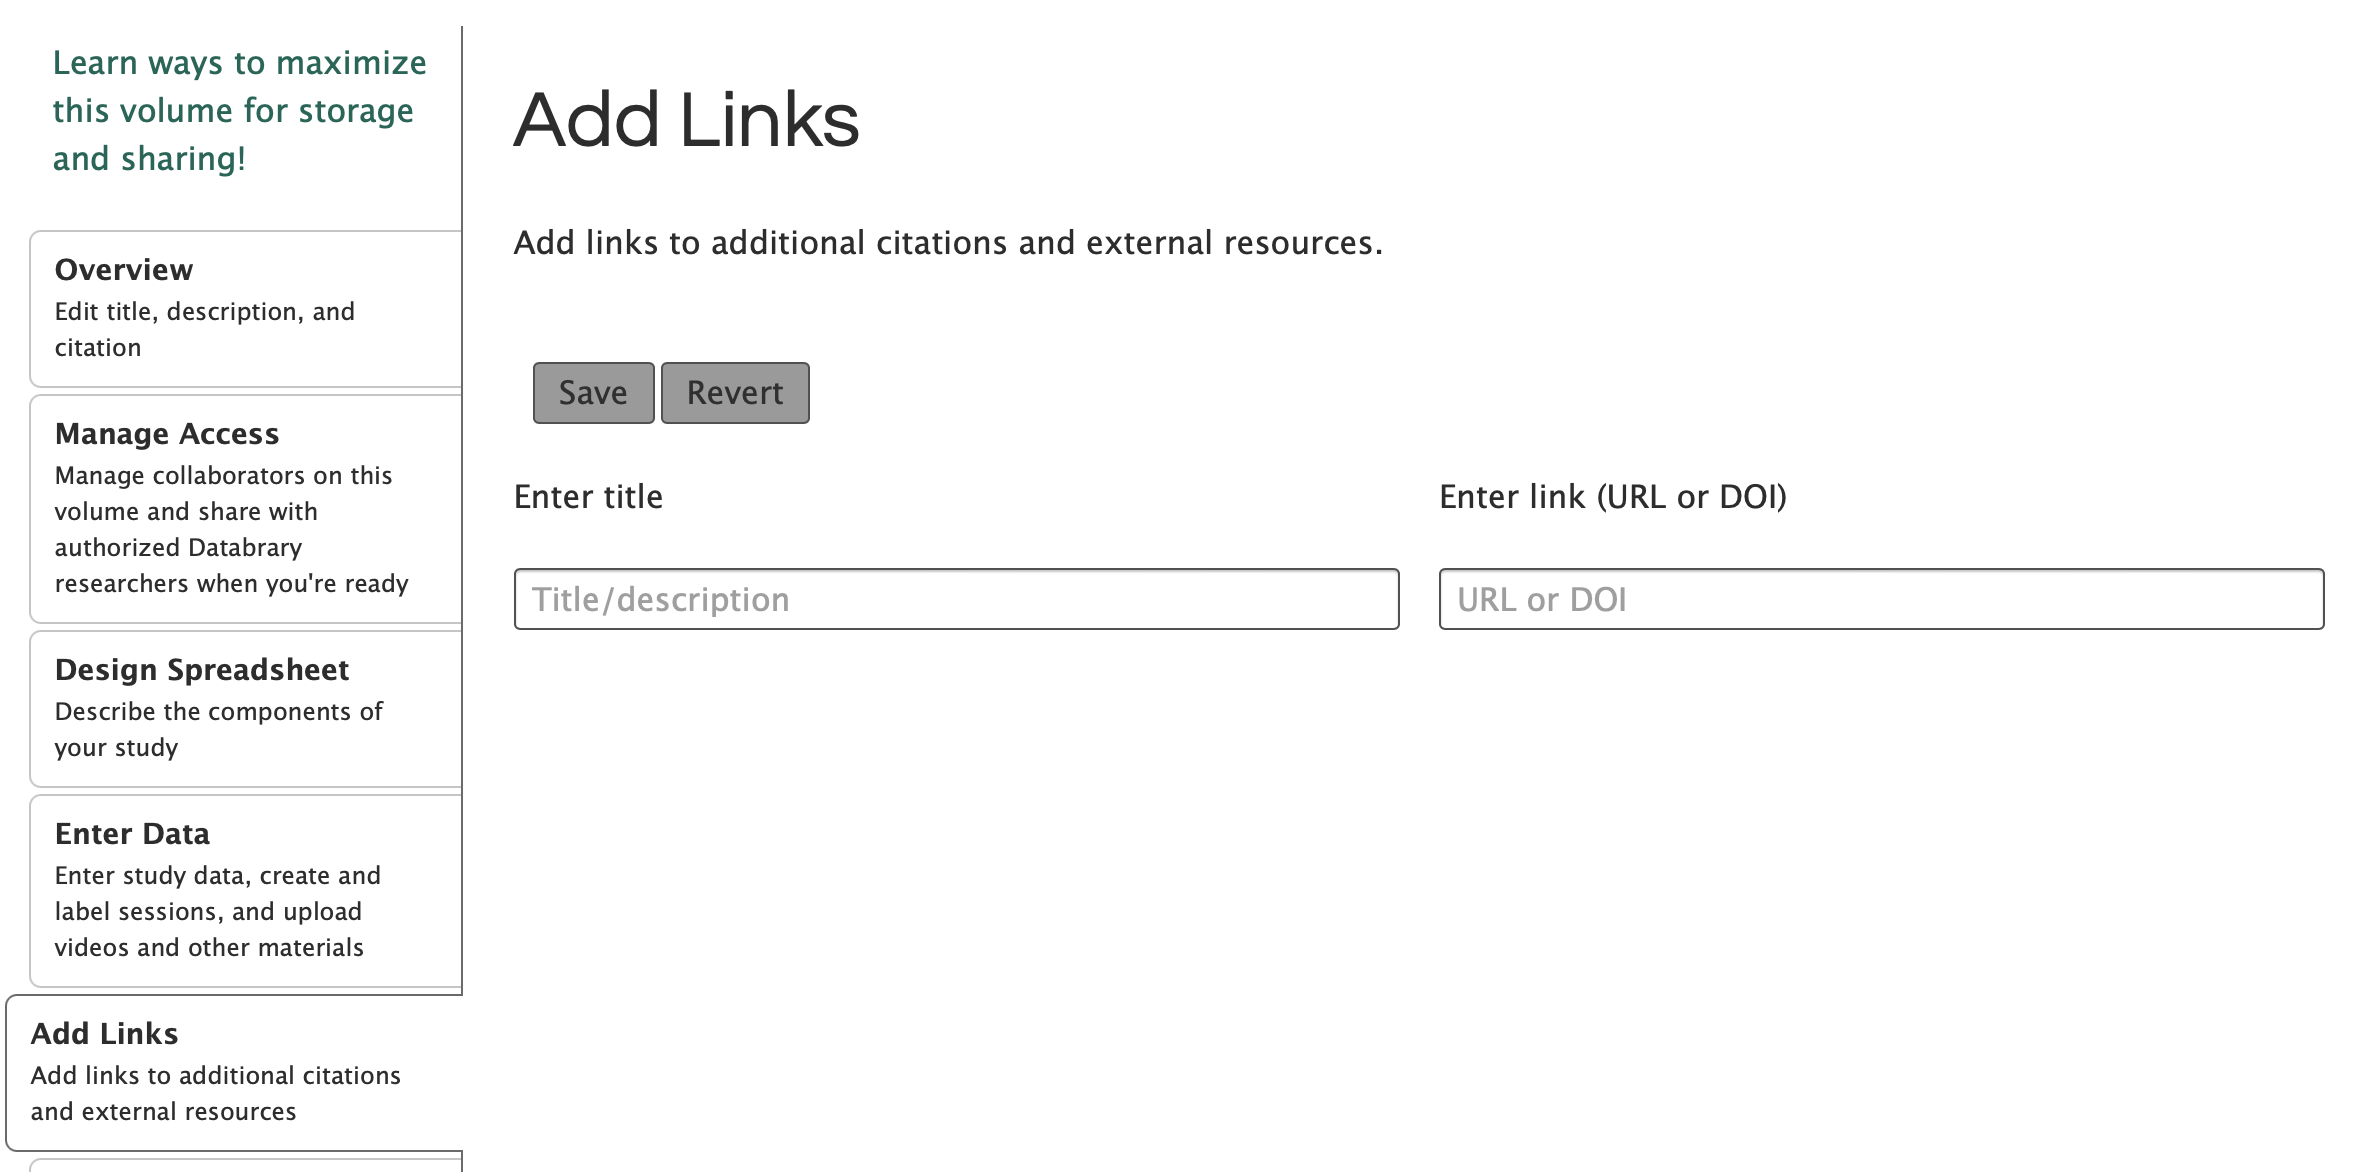 Learn ways to maximize
this volume for storage
and sharing!
Overview
Edit title, description, and
citation
Manage Access
Manage collaborators on this
volume and share with
authorized Databrary
researchers when you're ready
Design Spreadsheet
Describe the components of
your study
Enter Data
Enter study data, create and
label sessions, and upload
videos and other materials
Add Links
Add links to additional citations
and external resources
Add Links
Add links to additional citations and external resources.
Save Revert
Enter title Enter link (URL or DOI)
Title/description URL or DOI